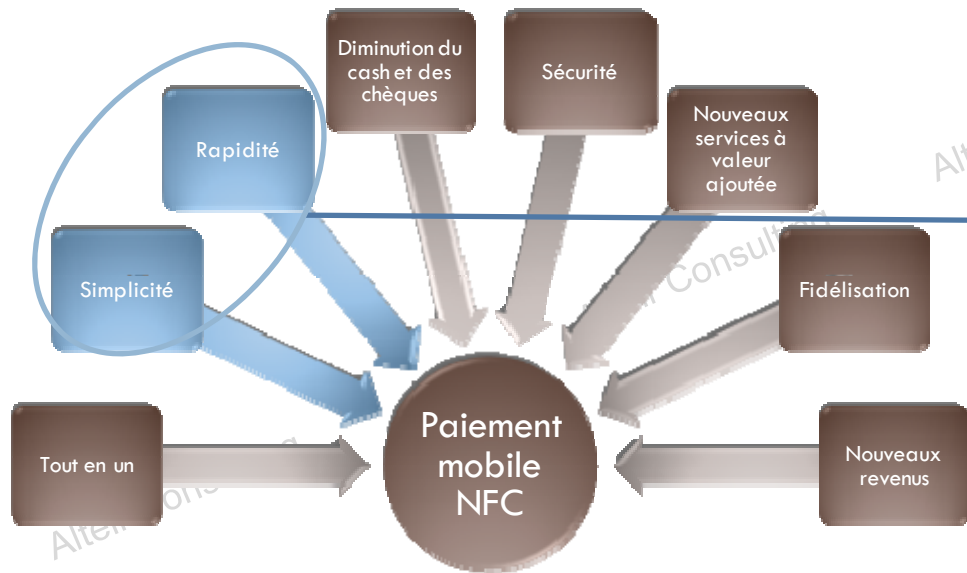 Diminution du
cash et des
chèques
Sécurité
Rapidité
Nouveaux
services à
valeur
ajoutée
Simplicité
Fidélisation
Tout en un
Paiement
mobile
NFC
Nouveaux
revenus
Consulting